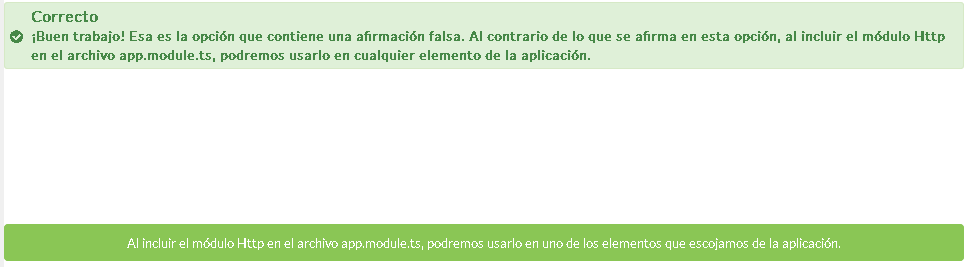 Correcto
¡Buen trabajo! Esa es la opción que contiene una afirmación falsa. Al contrario de lo que se afirma en esta opción, al incluir el módulo Http
en el archivo app.module.ts, podremos usarlo en cualquier elemento de la aplicación.
Al incluir el módulo Http en el archivo app.module.ts, podremos usarlo en uno de los elementos que escojamos de la aplicación.